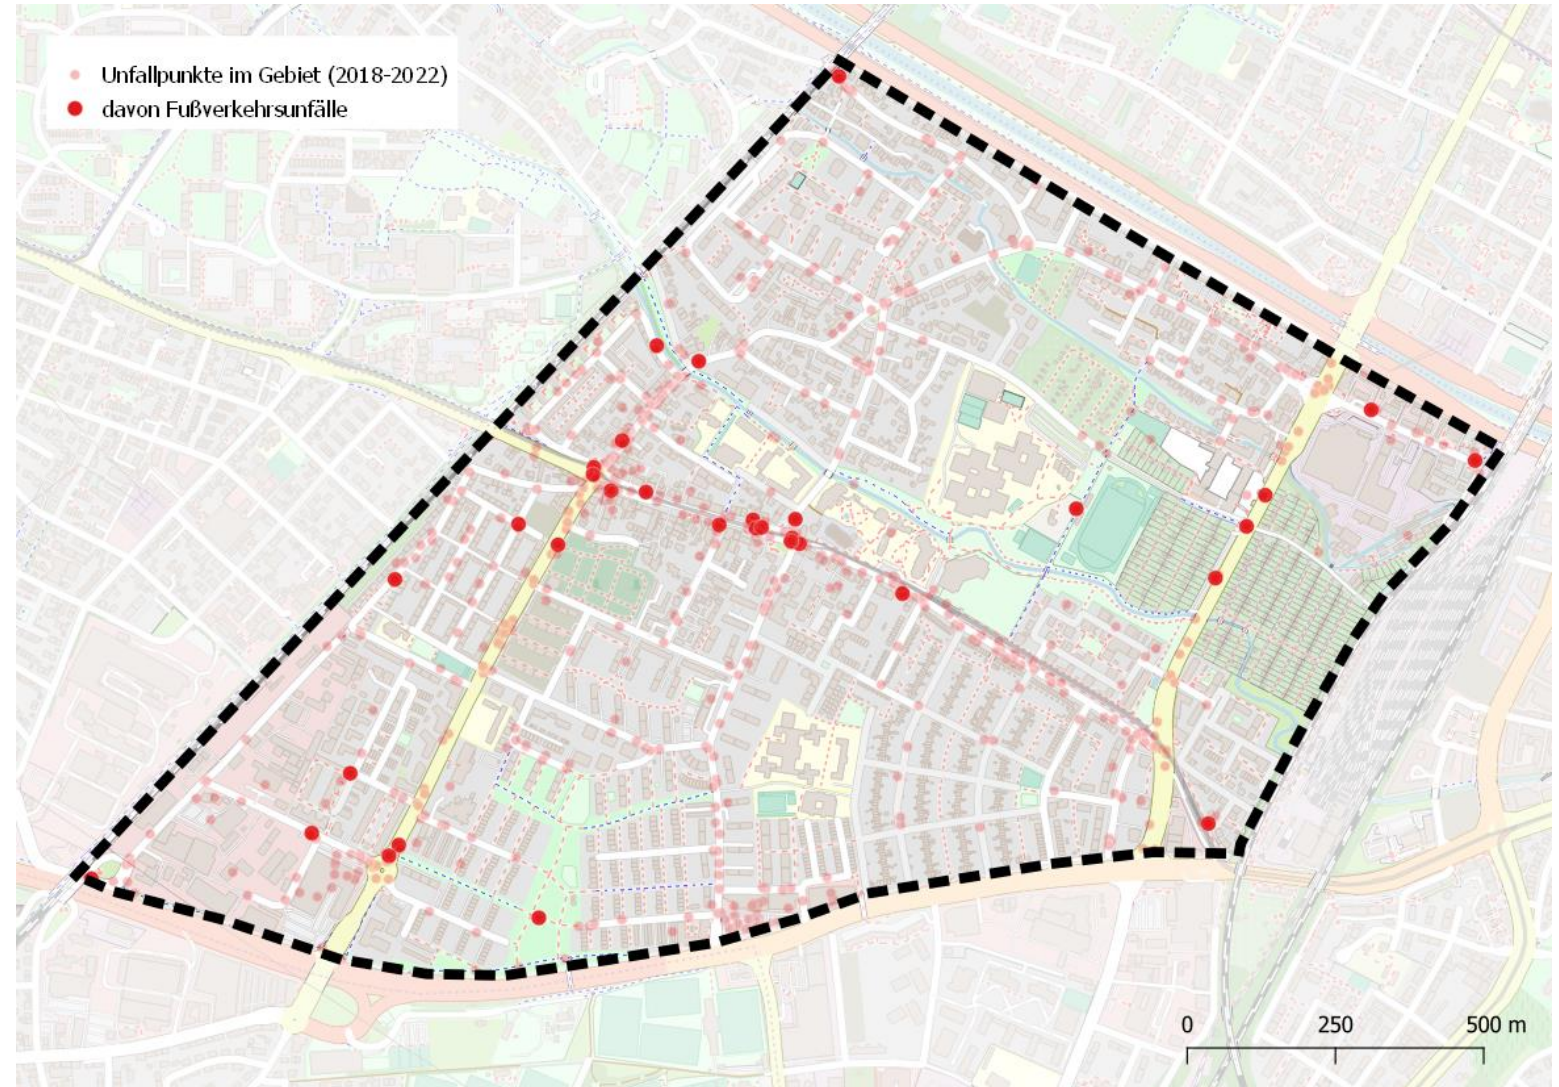 Unfallpunkte im Gebiet (2018-2022)
davon Fußverkehrsunfälle
0 250 500 m